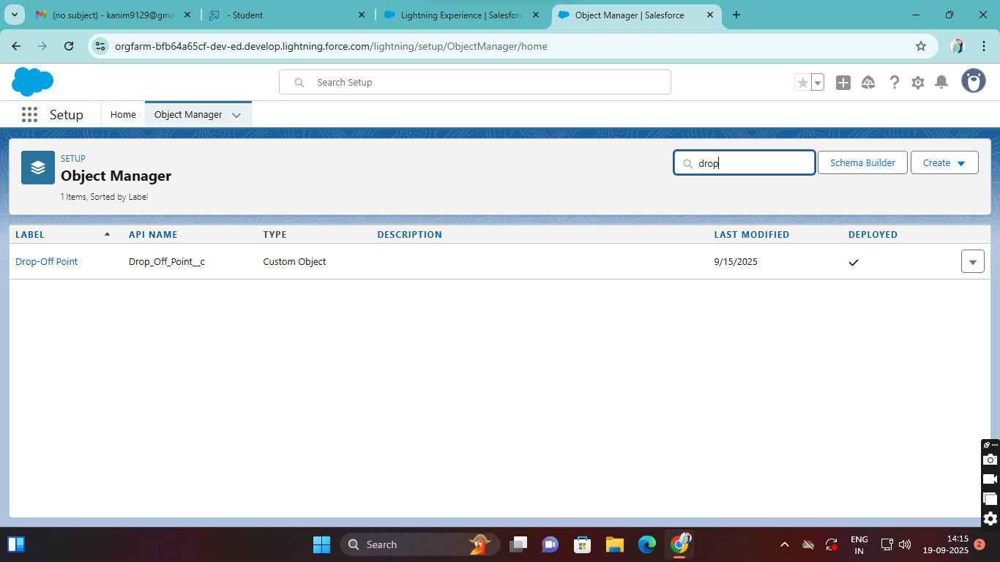 (no subject) - kanim9129@gma
- Student
Lightning Experience | Salesforc
Object Manager | Salesforce
orgfarm-bfb64a65cf-dev-ed.develop.lightning.force.com/lightning/setup/ObjectManager/home
Search Setup
Setup
Home
Object Manager
SETUP
Object Manager
1 Items, Sorted by Label
drop
Schema Builder
Create
LABEL API NAME TYPE DESCRIPTION LAST MODIFIED DEPLOYED
Drop-Off Point Drop_Off_Point__c Custom Object 9/15/2025
Search
ENG
IN
14:15
19-09-2025
2